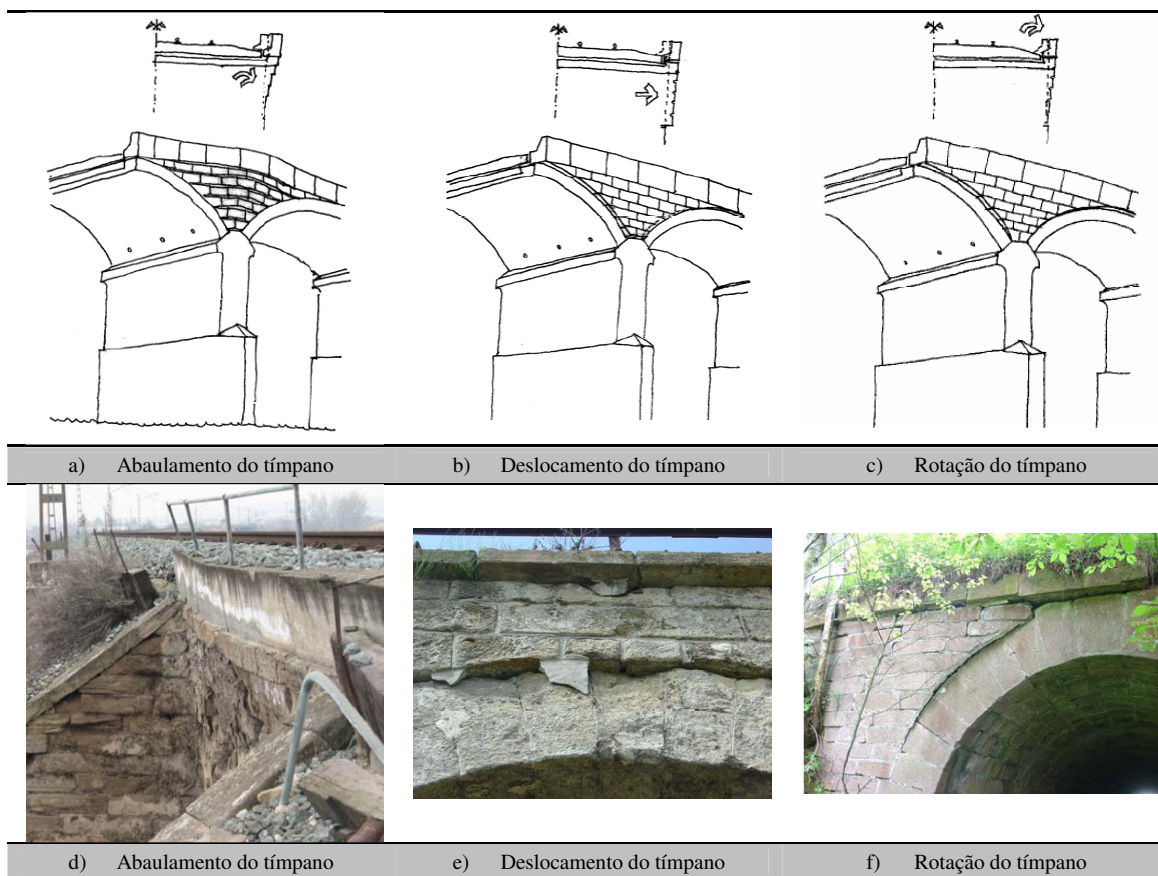 a) Abaulamento do tímpano
b) Deslocamento do tímpano
c) Rotação do tímpano
d) Abaulamento do tímpano
e) Deslocamento do tímpano
f) Rotação do tímpano